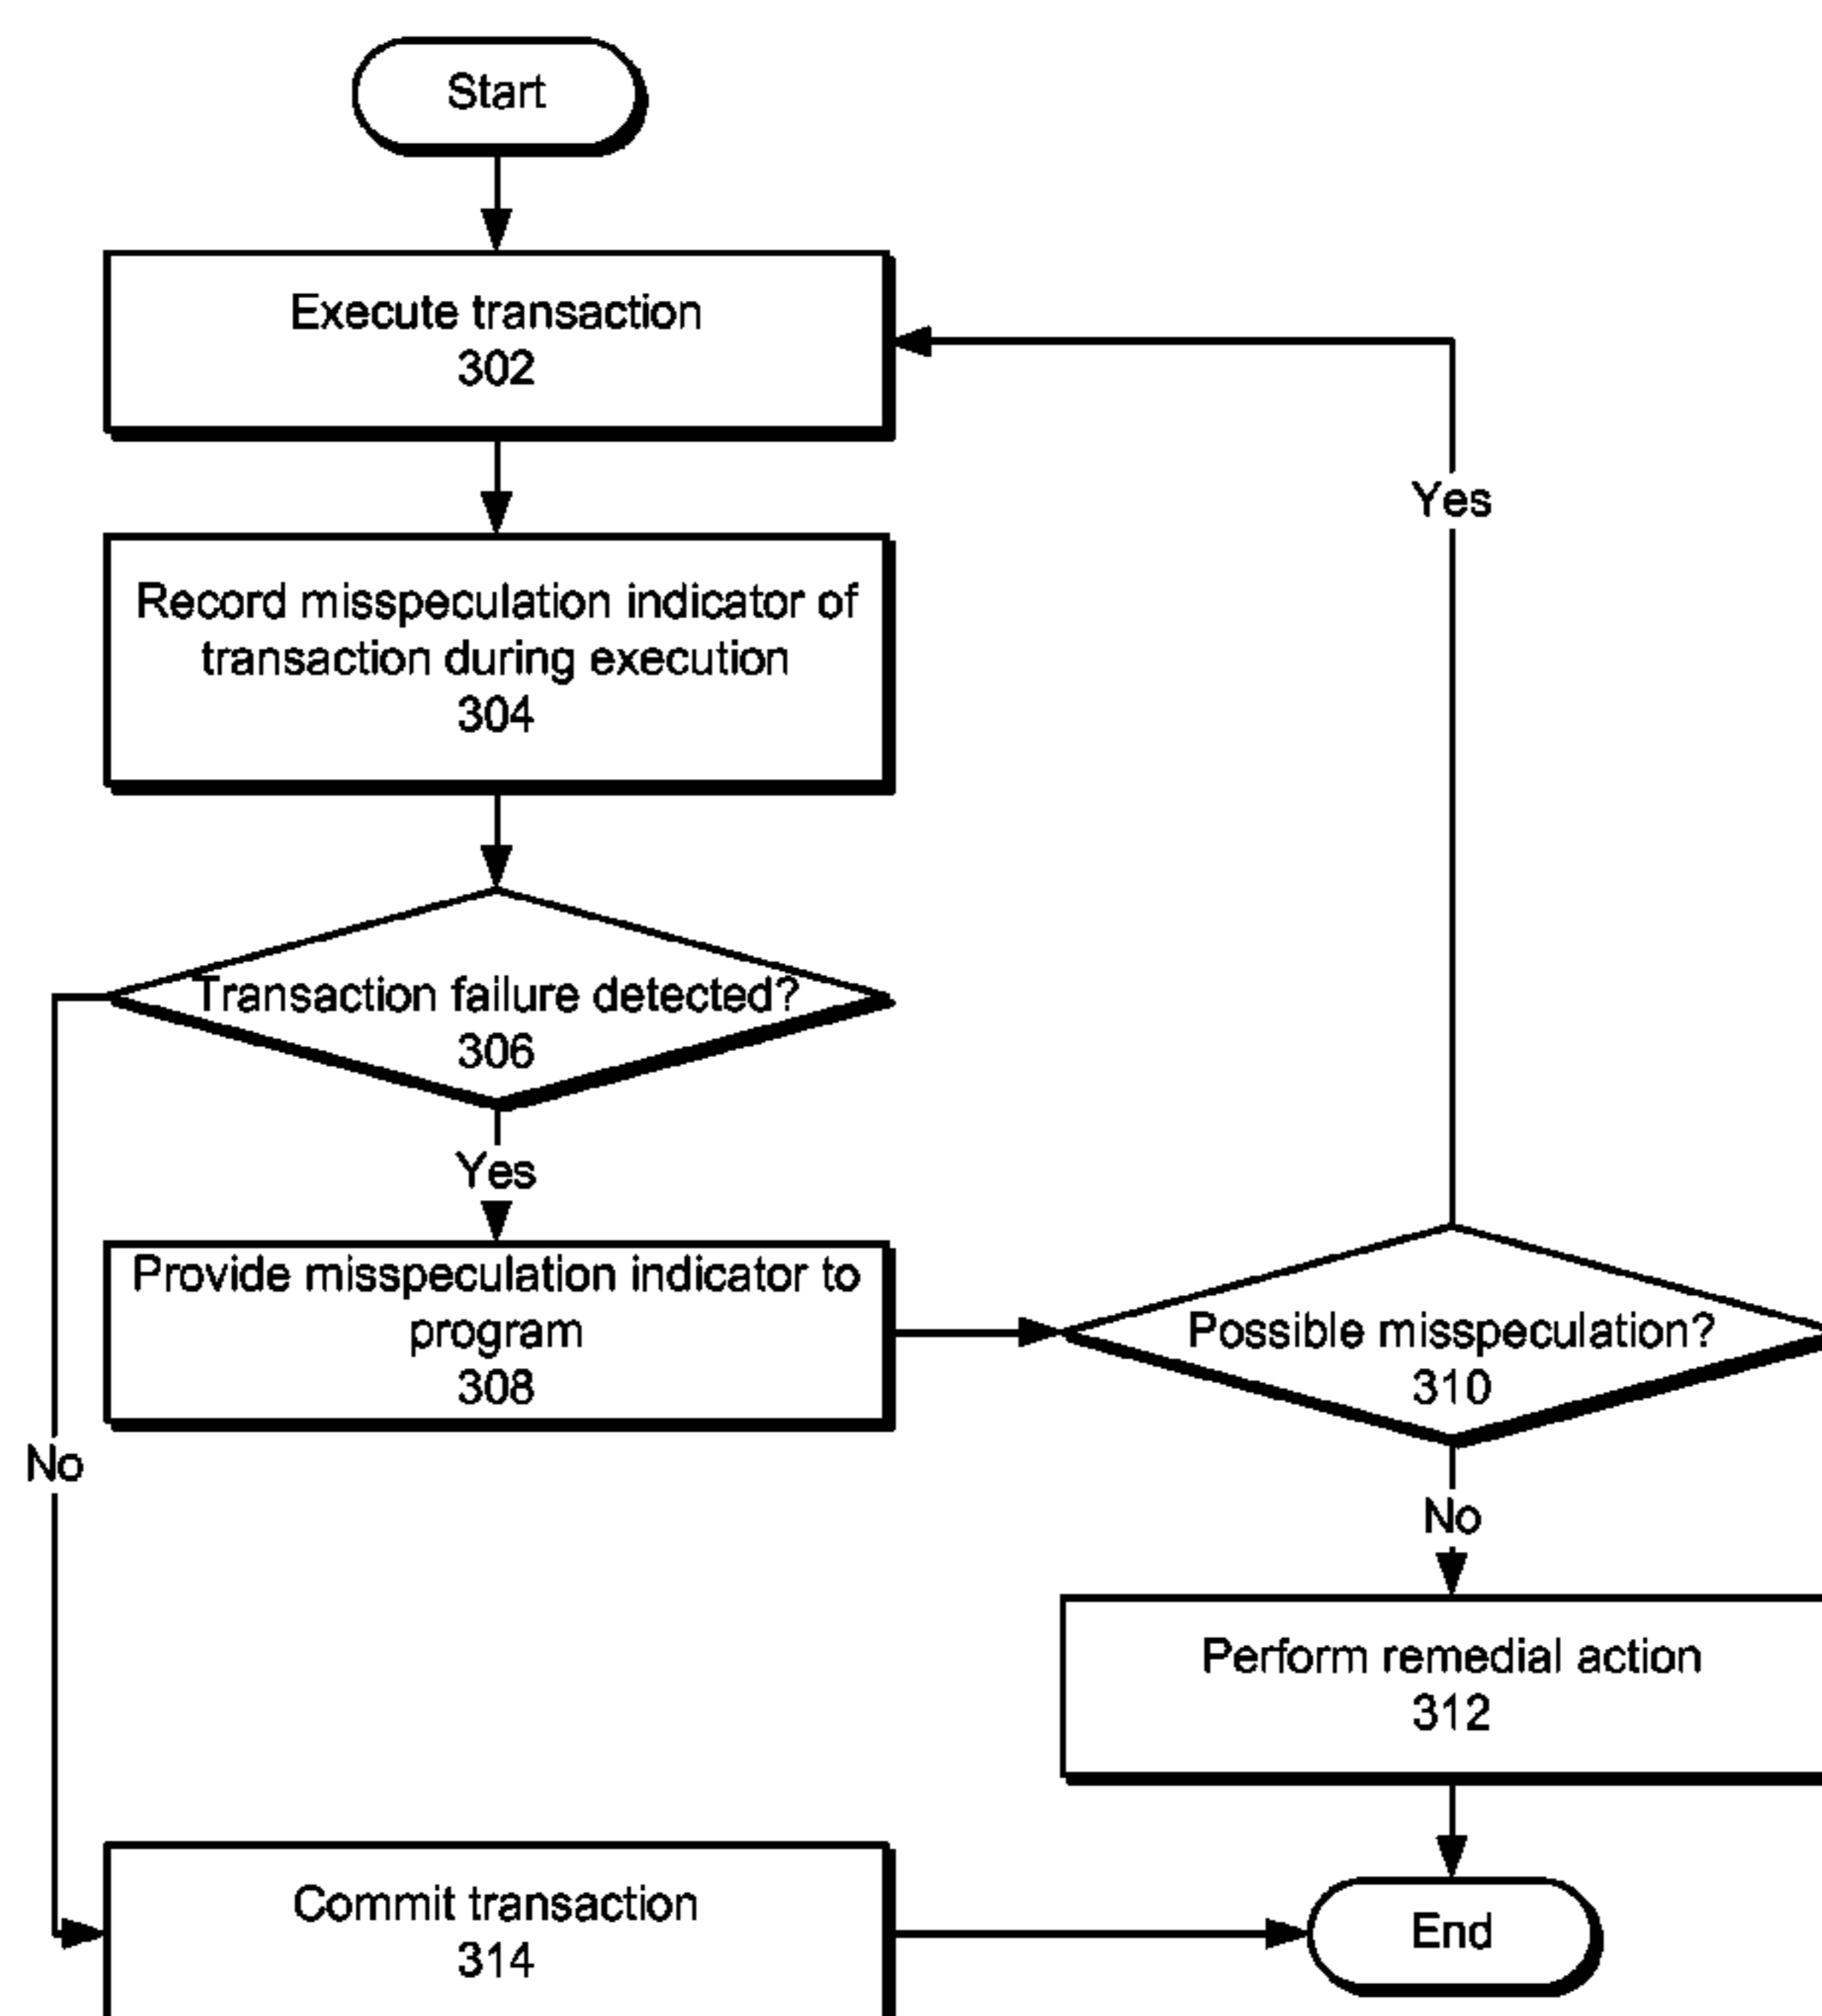 Start
Execute transaction
302
Yes
Record misspeculation indicator of
transaction during execution
304
Transaction failure detected?
306
Yes
Provide misspeculation indicator to
program
308
Possible misspeculation?
310
No
No
Perform remedial action
312
Commit transaction
314
End